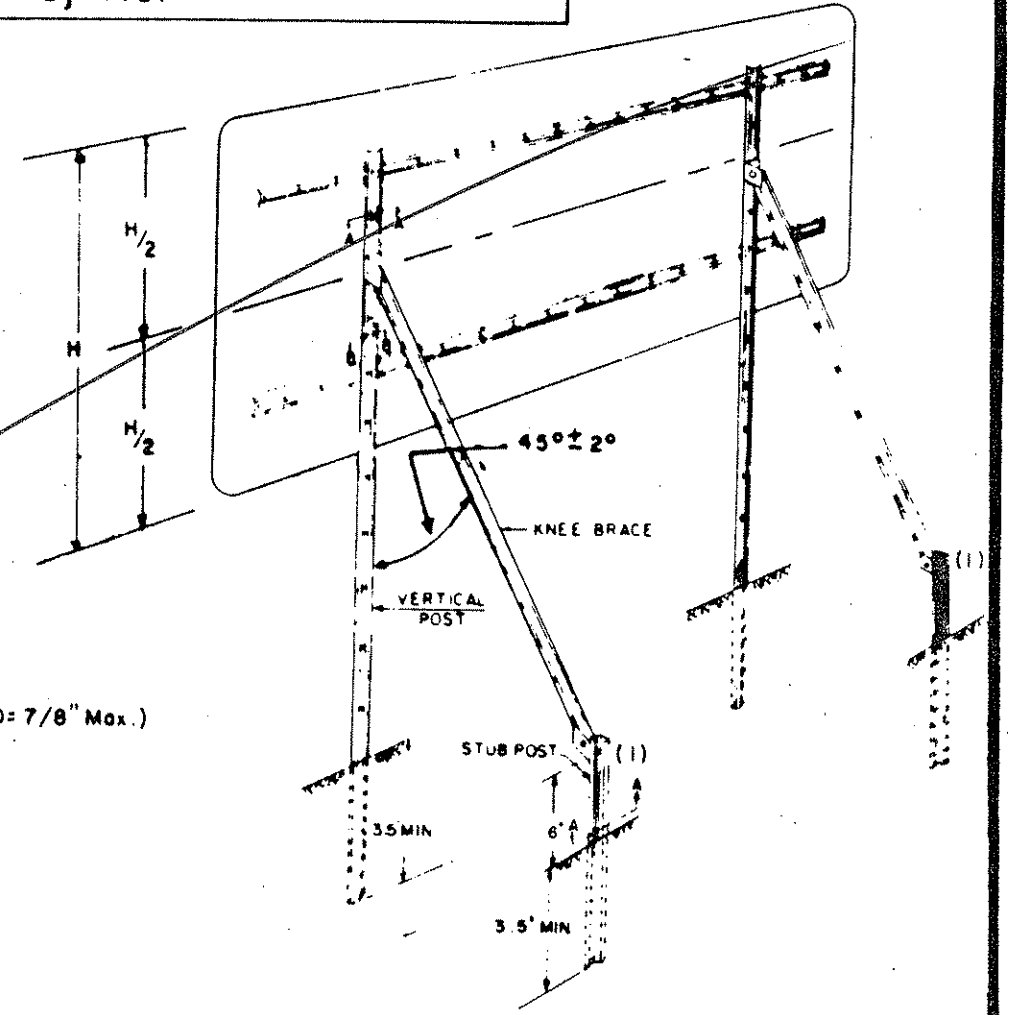 H/2
H
H/2
45° ± 2°
KNEE BRACE
(1)
VERTICAL
POST
= 7/8" Max.)
STUB POST
(1)
A
6" A
3.5 MIN
3.5' MIN